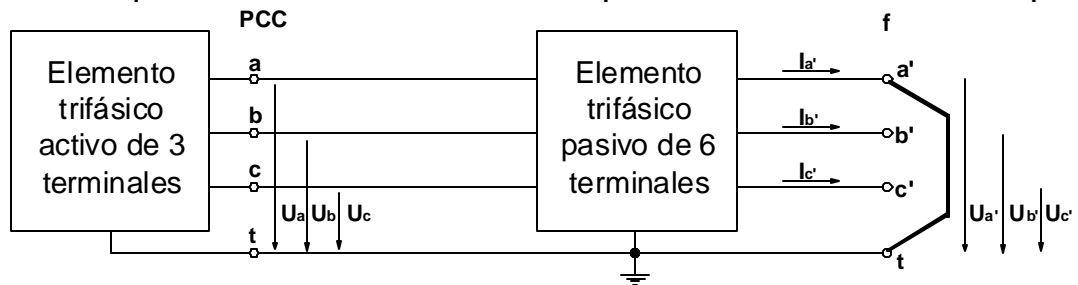 PCC
f
Elemento
trifásico
activo de 3
terminales
a
b
c
t
Ua Ub Uc
Elemento
trifásico
pasivo de 6
terminales
Ia'
Ib'
Ic'
a'
b'
c'
t
Ua' Ub' Uc'